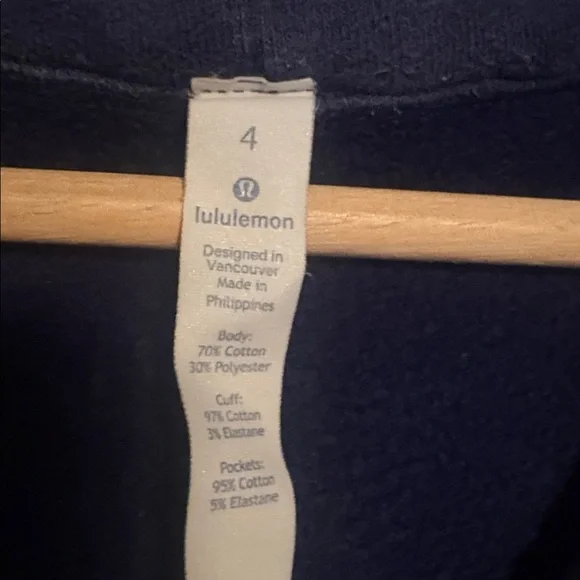 4
lululemon
Designed in
Vancouver
Made in
Philippines
Body:
70% Cotton
30% Polyester
Cuff:
97% Cotton
3% Elastane
Pockets:
95% Cotton
5% Elastane